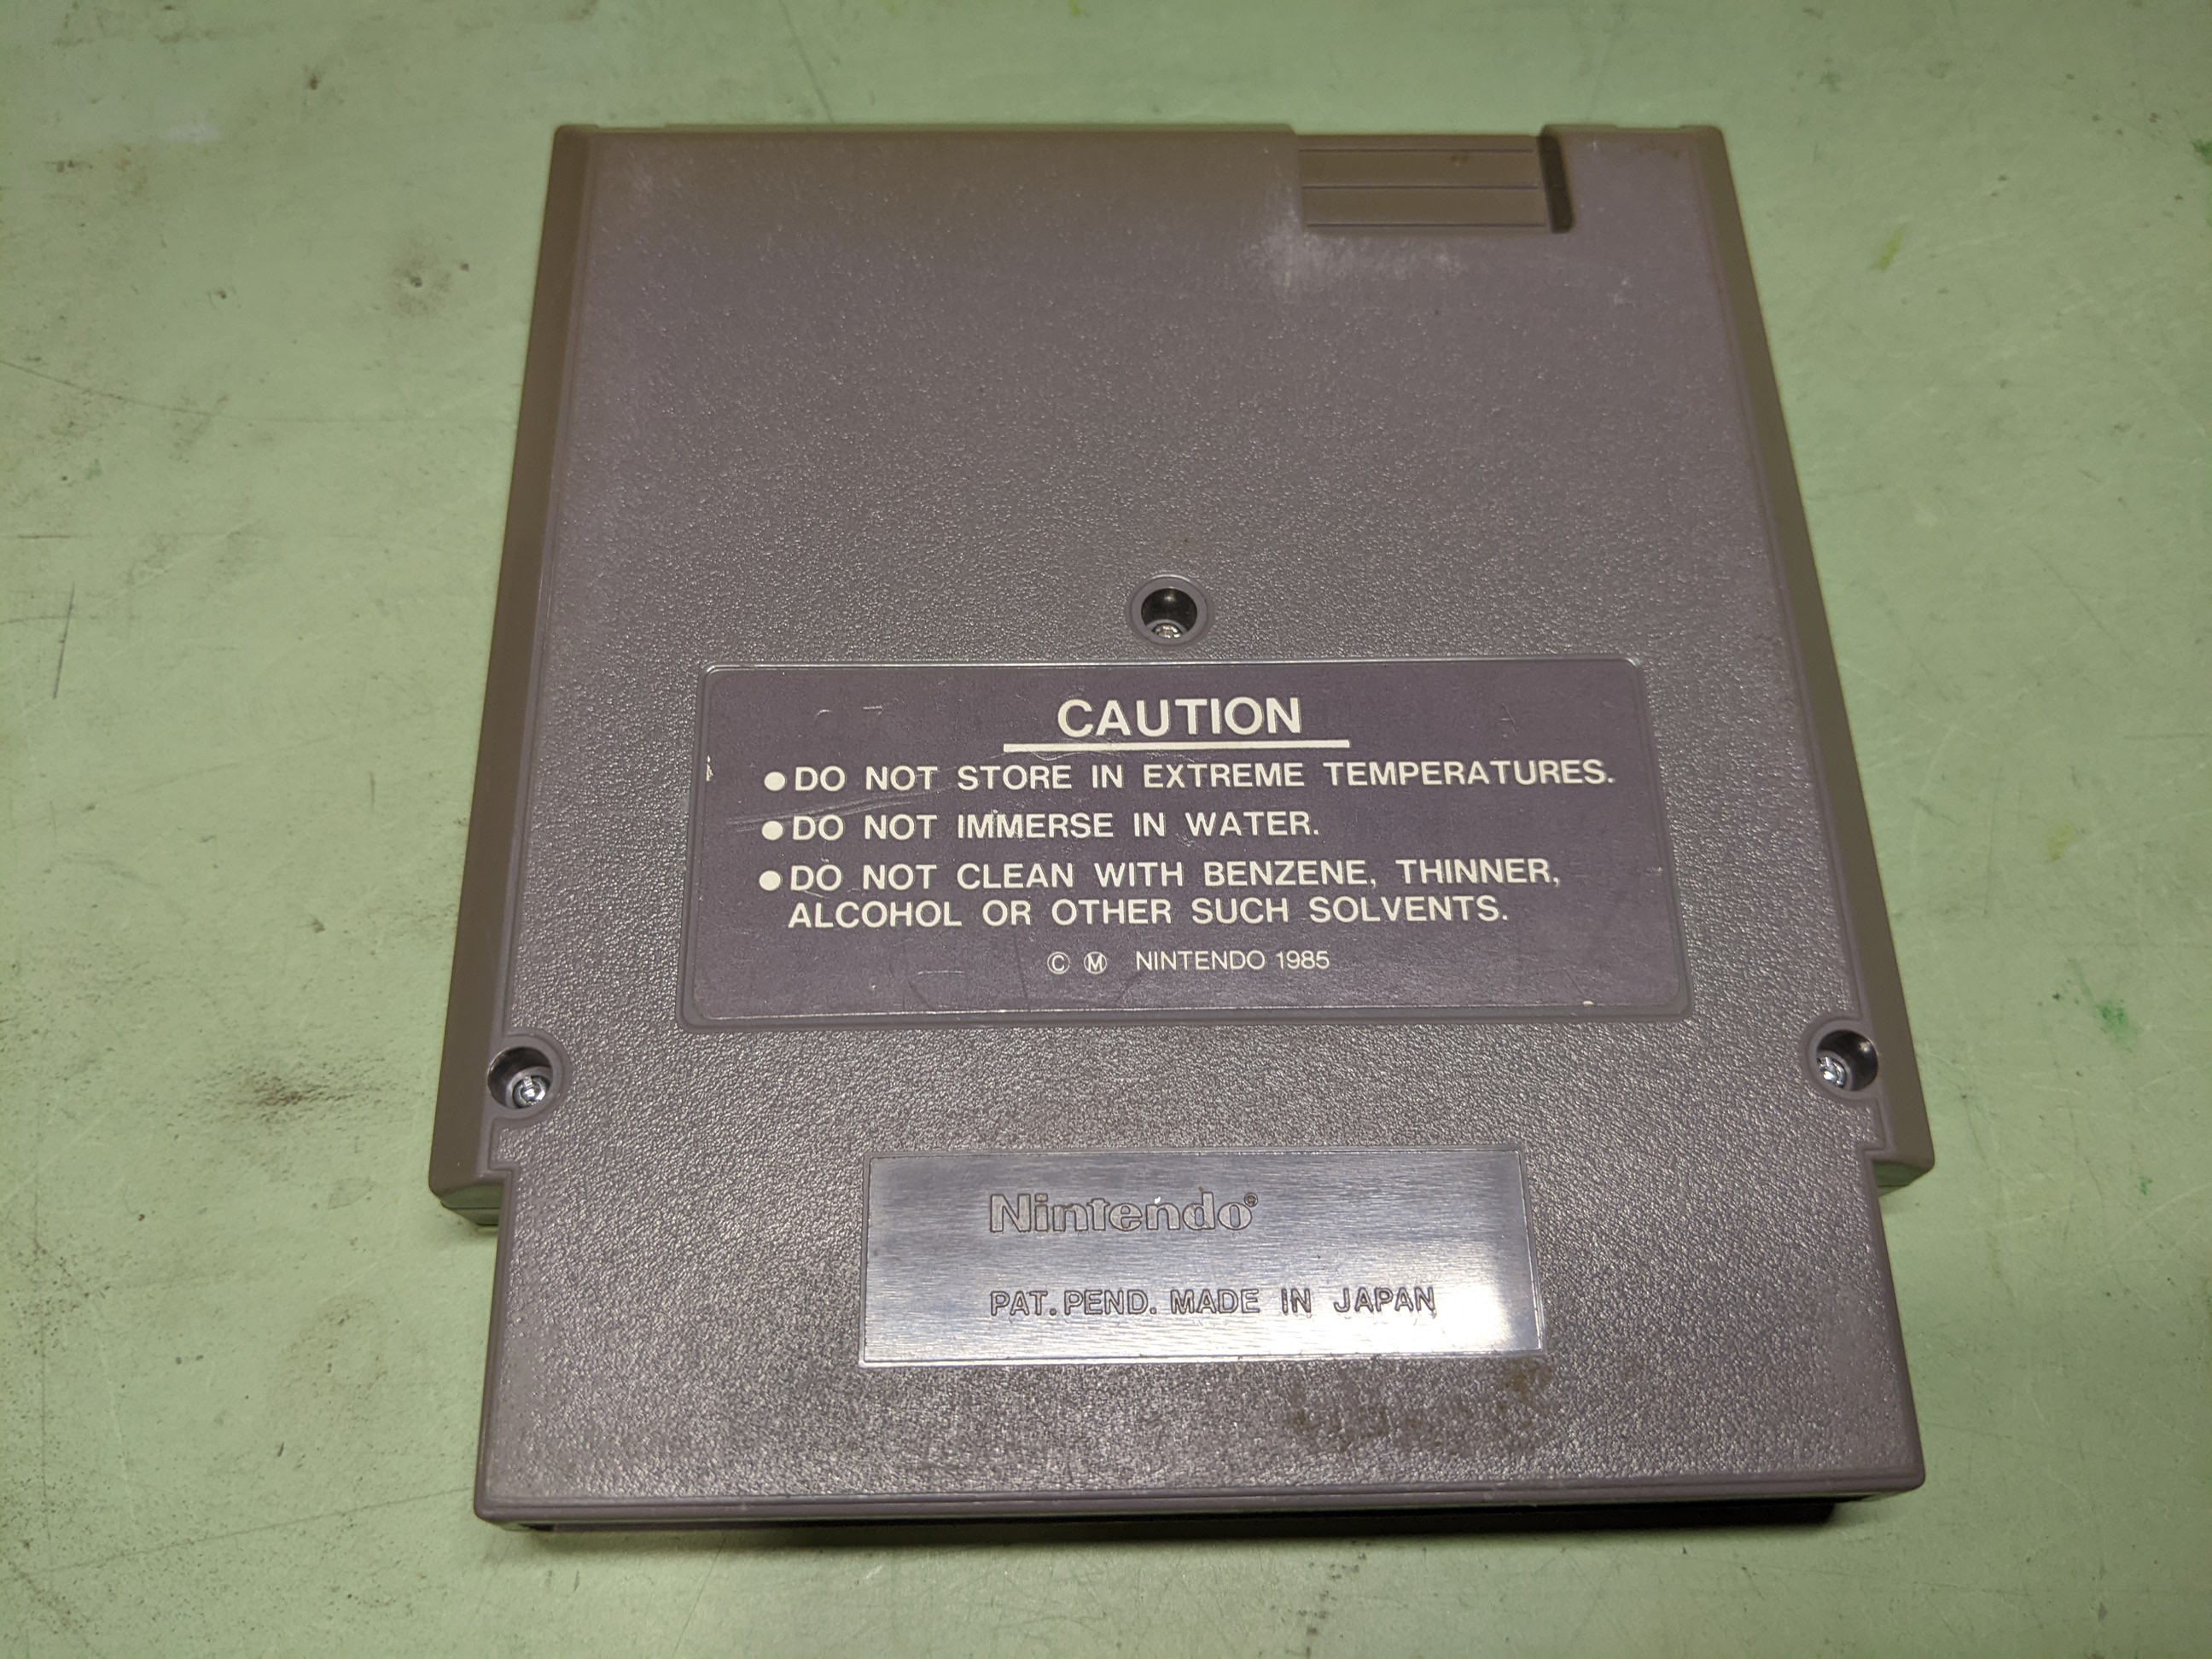 CAUTION
●DO NOT STORE IN EXTREME TEMPERATURES.
●DO NOT IMMERSE IN WATER.
●DO NOT CLEAN WITH BENZENE, THINNER,
ALCOHOL OR OTHER SUCH SOLVENTS.
© Ⓜ NINTENDO 1985
Nintendo®
PAT. PEND. MADE IN JAPAN